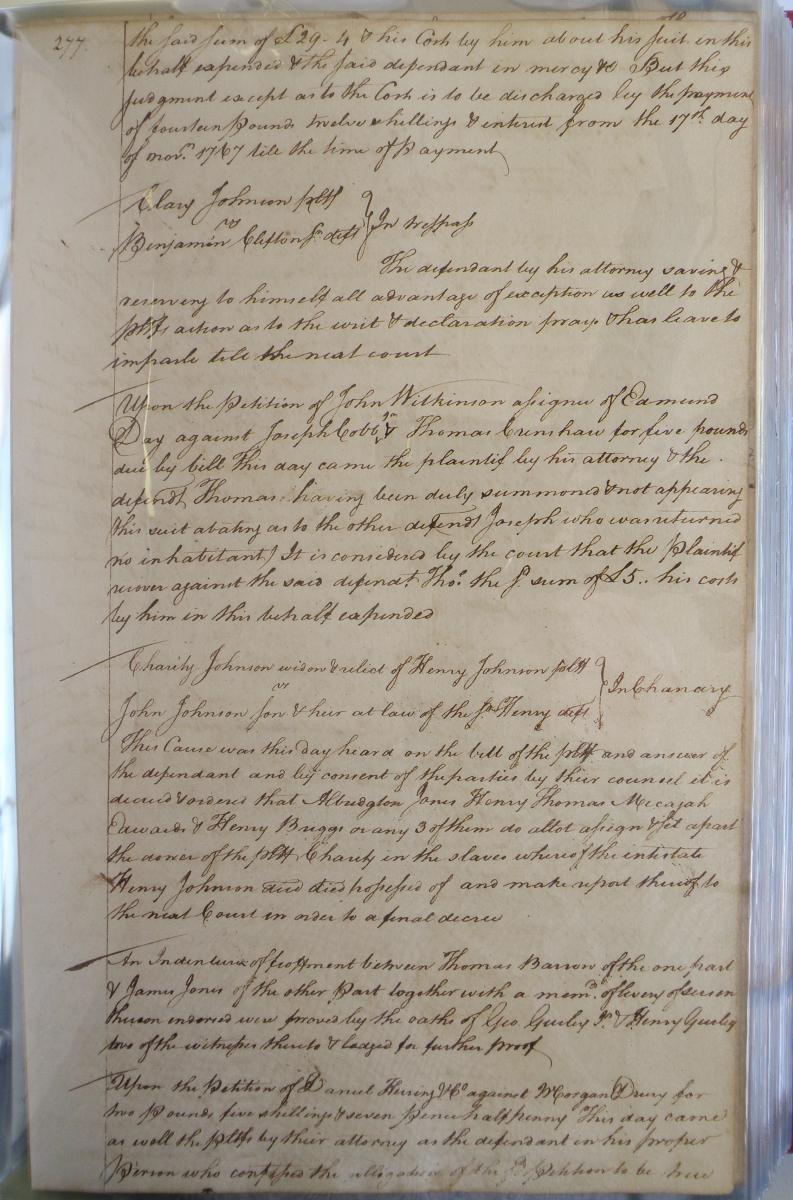 277.
the said sum of £29-4 & his Costs by him about his suit in this
behalf expended & the said defendant in mercy &c But this
judgment except as to the Costs is to be discharged by the payment
of fourteen pounds twelve shillings & interest from the 17th day
of novr. 1767 till the time of Payment
Clary Johnson pltf
vs } In trespass
Benjamin Clifton Sr deft
The defendant by his attorney saving &
reserving to himself all advantage of exception as well to the
pltfs action as to the writ & declaration prays & has leave to
imparle till the next court
Upon the Petition of John Wilkinson assignee of Edmund
Day against Joseph Cobb Jr & Thomas Crenshaw for five pounds
due by bill This day came the plaintif by his attorney & the
defendt Thomas having been duly summoned & not appearing
this suit abating as to the other defendt Joseph who was returned
no inhabitant) It is considered by the court that the Plaintif
recover against the said defendt. Tho. the sd. sum of £5.. his costs
by him in this behalf expended
Charity Johnson widow & relict of Henry Johnson pltf
vs } In Chancery
John Johnson son & heir at law of the sd Henry deft
This Cause was this day heard on the bill of the pltf and answer of
the defendant and by consent of the parties by their counsel it is
decreed & ordered that Albridgton Jones Henry Thomas Micajah
Edwards & Henry Briggs or any 3 of them do allot assign & set apart
the dower of the pltf Charity in the slaves whereof the intestate
Henry Johnson died possessed of and make report thereof to
the next Court in order to a final decree
An Indenture of feoffment between Thomas Barrow of the one part
& James Jones of the other Part together with a memd. of livery of seisen
thereon endorsed were proved by the oaths of Geo. Gurley Jr. & Henry Gurley
two of the witnesses thereto & lodged for further proof
Upon the Petition of Daniel Herring & Co against Morgan Drury for
two Pounds five shillings & seven Pence half penny This day came
as well the pltfs by their attorney as the defendant in his proper
Person who confessed the allegation of the sd Petition to be true